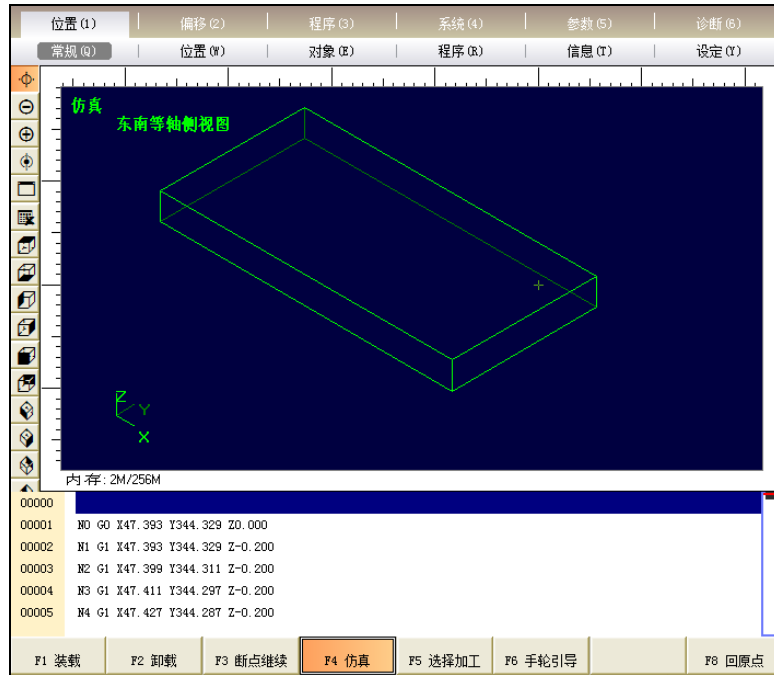 位置(1) 偏移(2) 程序(3) 系统(4) 参数(5) 诊断(6)
常规(Q) 位置(W) 对象(E) 程序(R) 信息(T) 设定(Y)
仿真
东南等轴侧视图
Z
Y
X
内存:2M/256M
00000
00001 N0 G0 X47.393 Y344.329 Z0.000
00002 N1 G1 X47.393 Y344.329 Z-0.200
00003 N2 G1 X47.399 Y344.311 Z-0.200
00004 N3 G1 X47.411 Y344.297 Z-0.200
00005 N4 G1 X47.427 Y344.287 Z-0.200
F1 装载 F2 卸载 F3 断点继续 F4 仿真 F5 选择加工 F6 手轮引导 F8 回原点